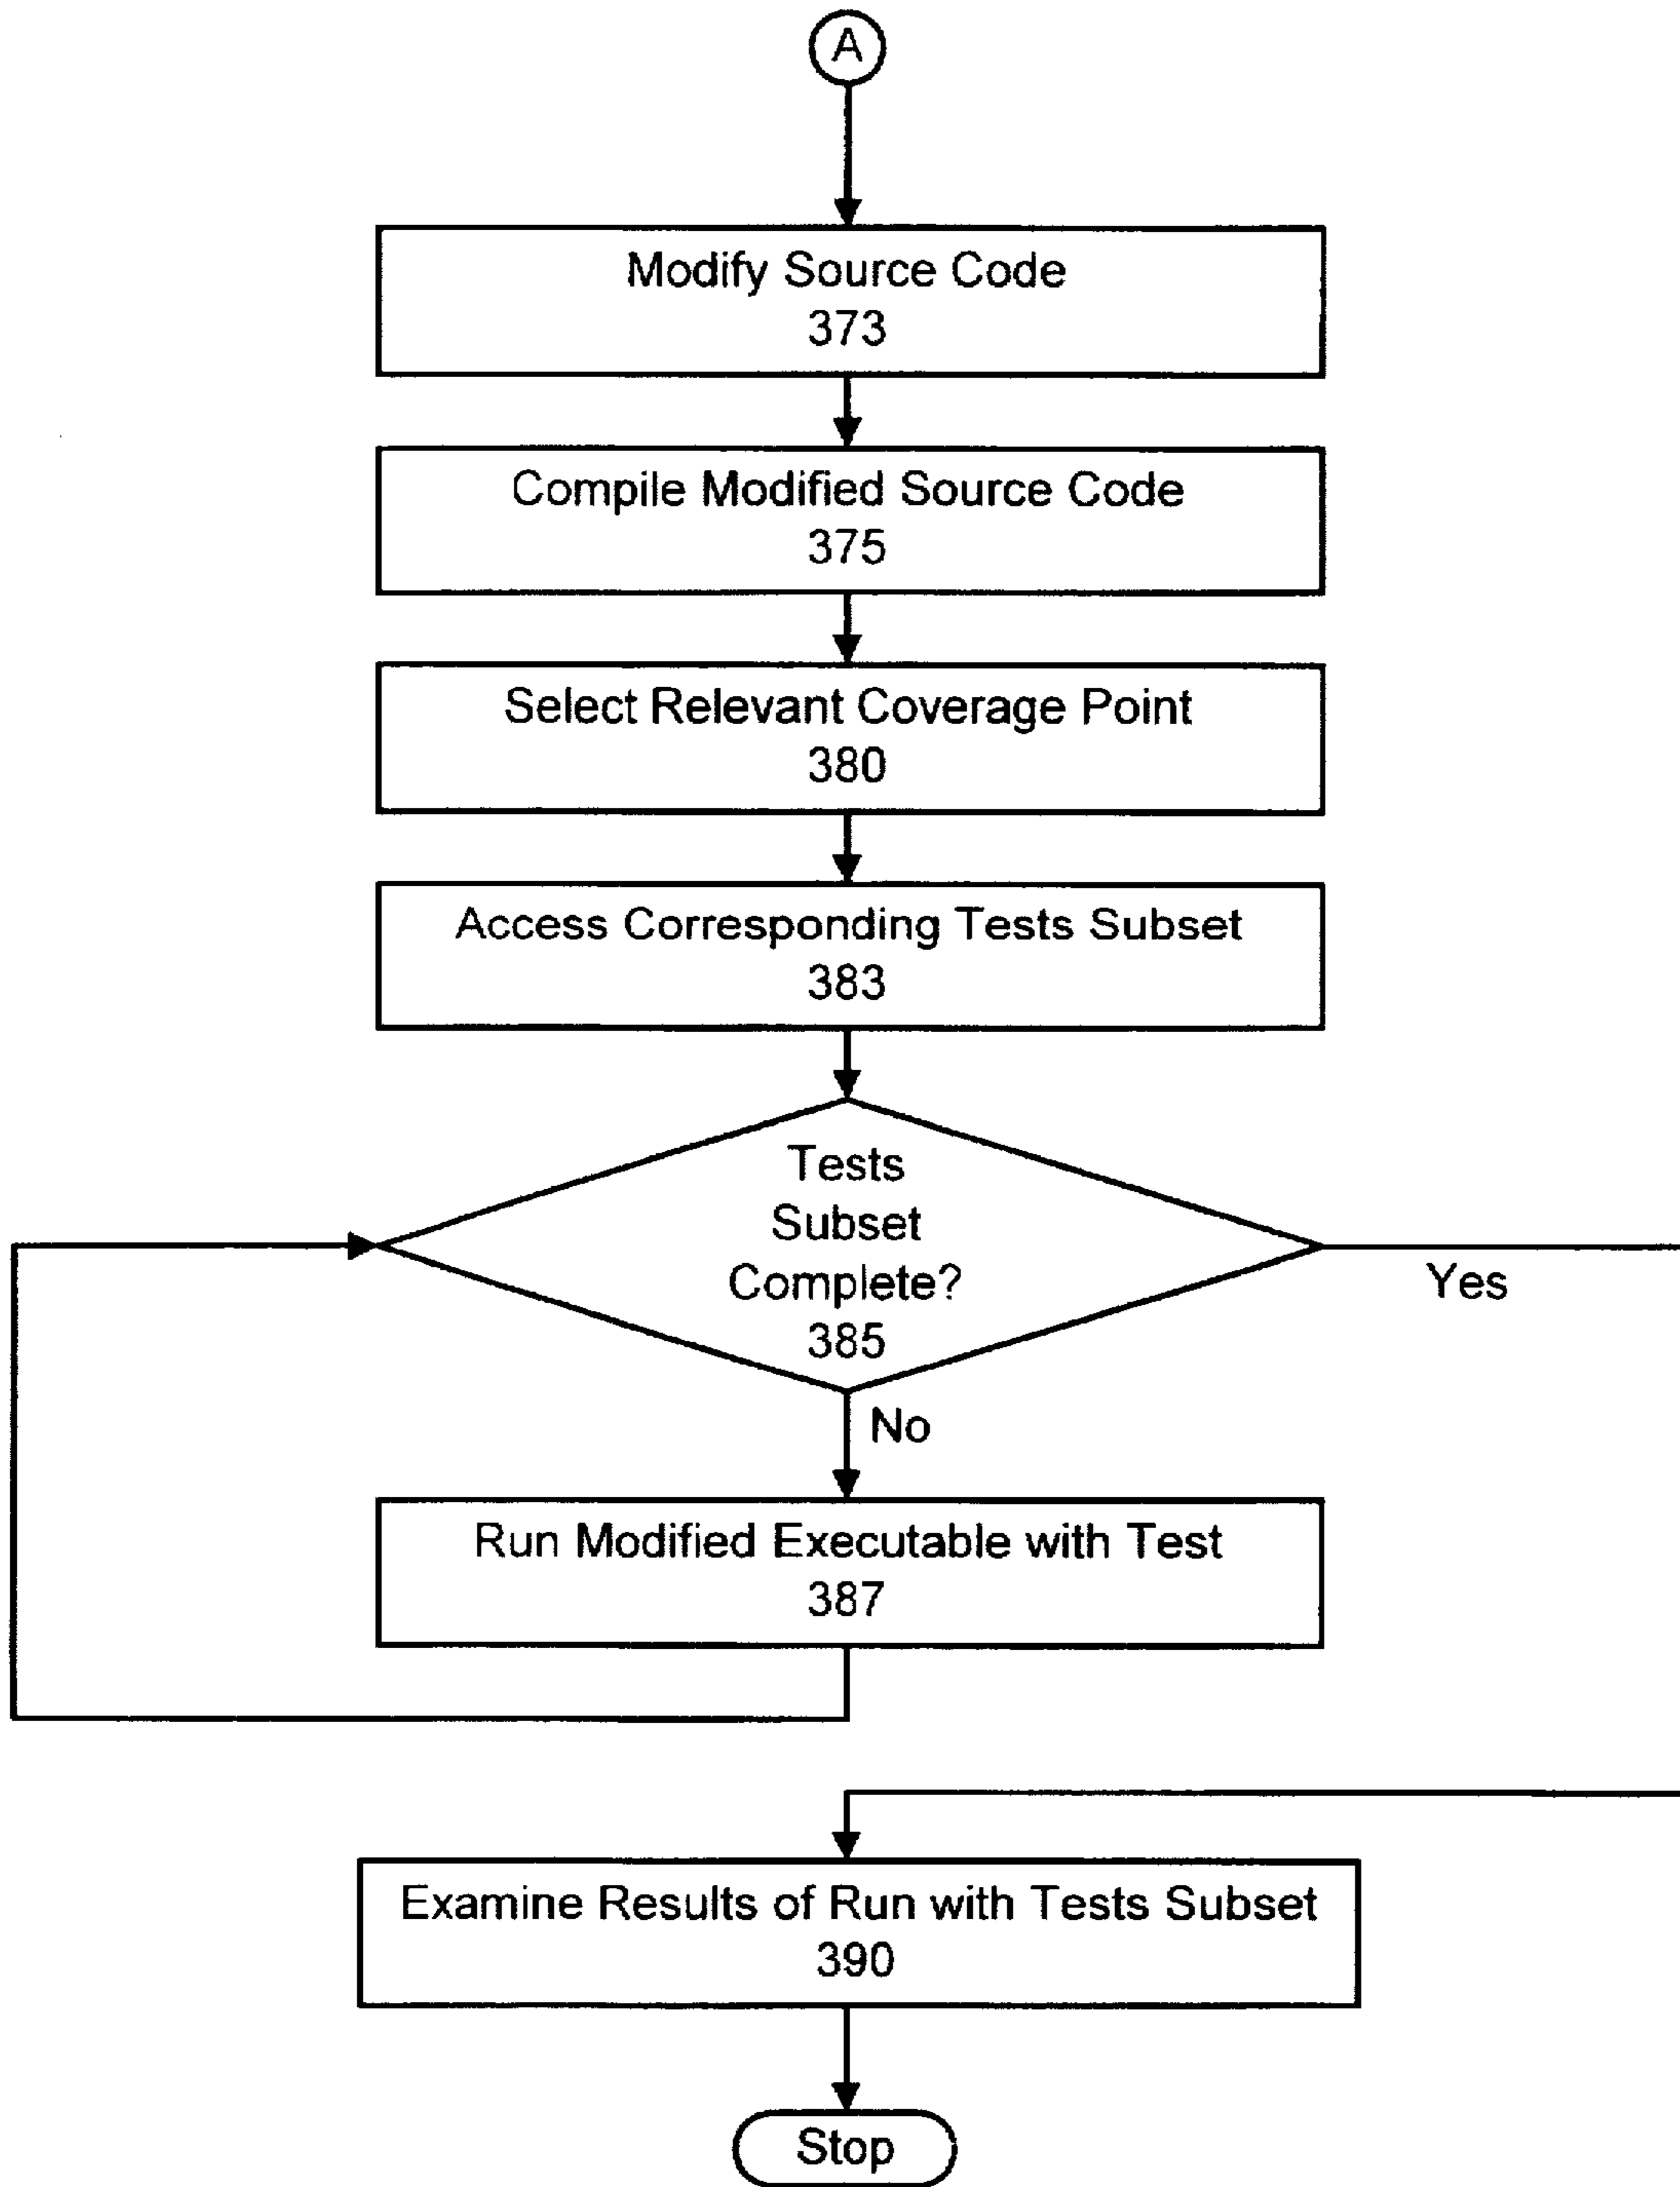 A
Modify Source Code
373
Compile Modified Source Code
375
Select Relevant Coverage Point
380
Access Corresponding Tests Subset
383
Tests
Subset
Complete?
385
Yes
No
Run Modified Executable with Test
387
Examine Results of Run with Tests Subset
390
Stop